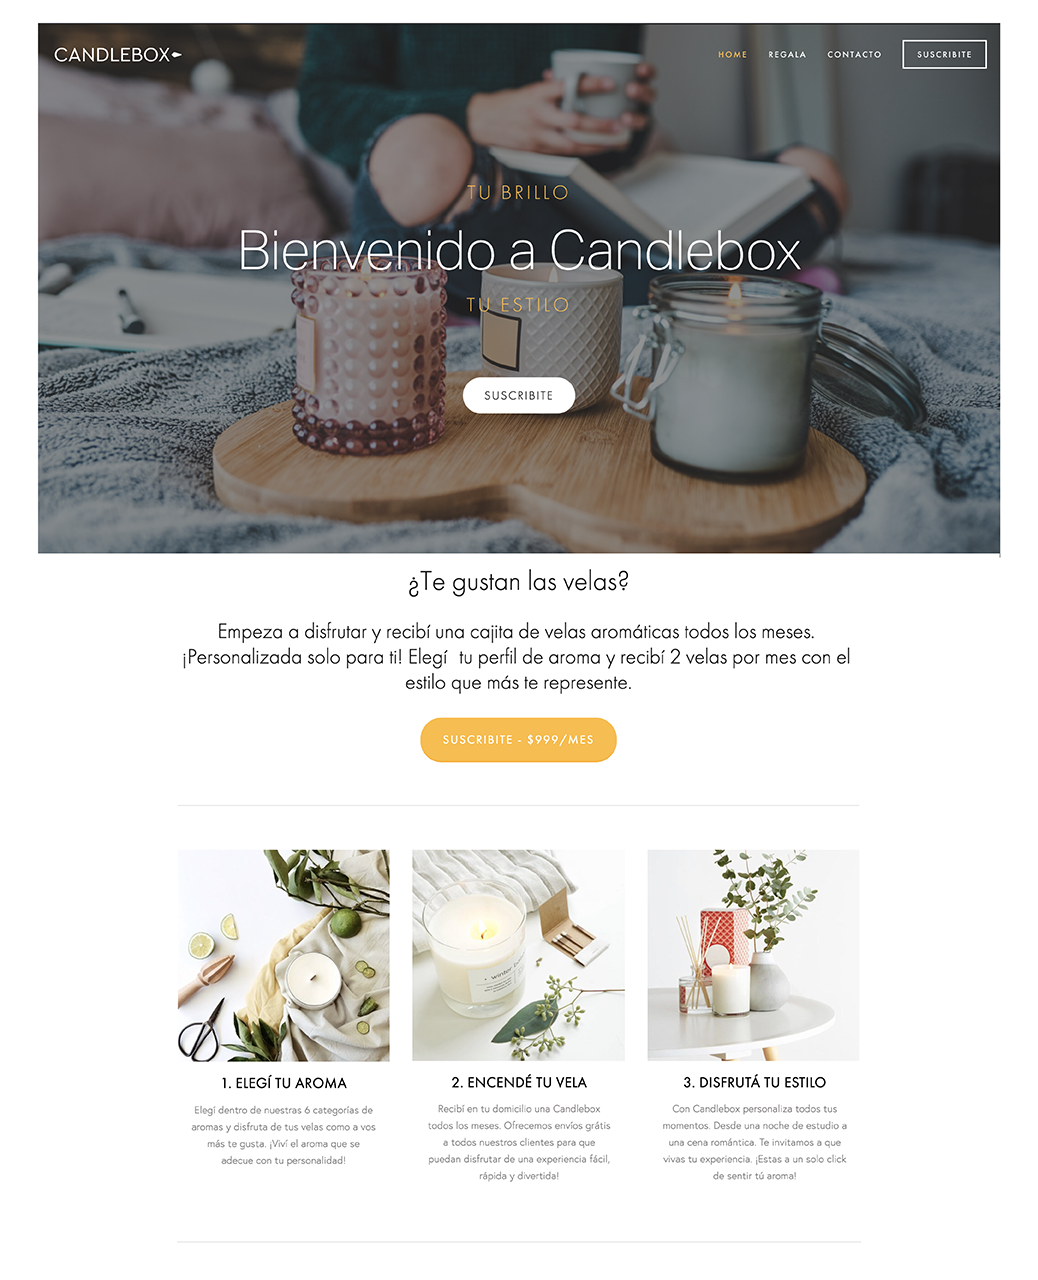 CANDLEBOX
HOME REGALA CONTACTO SUSCRIBITE
TU BRILLO
Bienvenido a Candlebox
TU ESTILO
SUSCRIBITE
¿Te gustan las velas?
Empeza a disfrutar y recibí una cajita de velas aromáticas todos los meses.
¡Personalizada solo para ti! Elegí tu perfil de aroma y recibí 2 velas por mes con el
estilo que más te represente.
SUSCRIBITE - $999/MES
winter
1. ELEGÍ TU AROMA
Elegí dentro de nuestras 6 categorías de
aromas y disfruta de tus velas como a vos
más te gusta. ¡Viví el aroma que se
adecue con tu personalidad!
2. ENCENDÉ TU VELA
Recibí en tu domicilio una Candlebox
todos los meses. Ofrecemos envíos grátis
a todos nuestros clientes para que
puedan disfrutar de una experiencia fácil,
rápida y divertida!
3. DISFRUTÁ TU ESTILO
Con Candlebox personaliza todos tus
momentos. Desde una noche de estudio a
una cena romántica. Te invitamos a que
vivas tu experiencia. ¡Estas a un solo click
de sentir tú aroma!